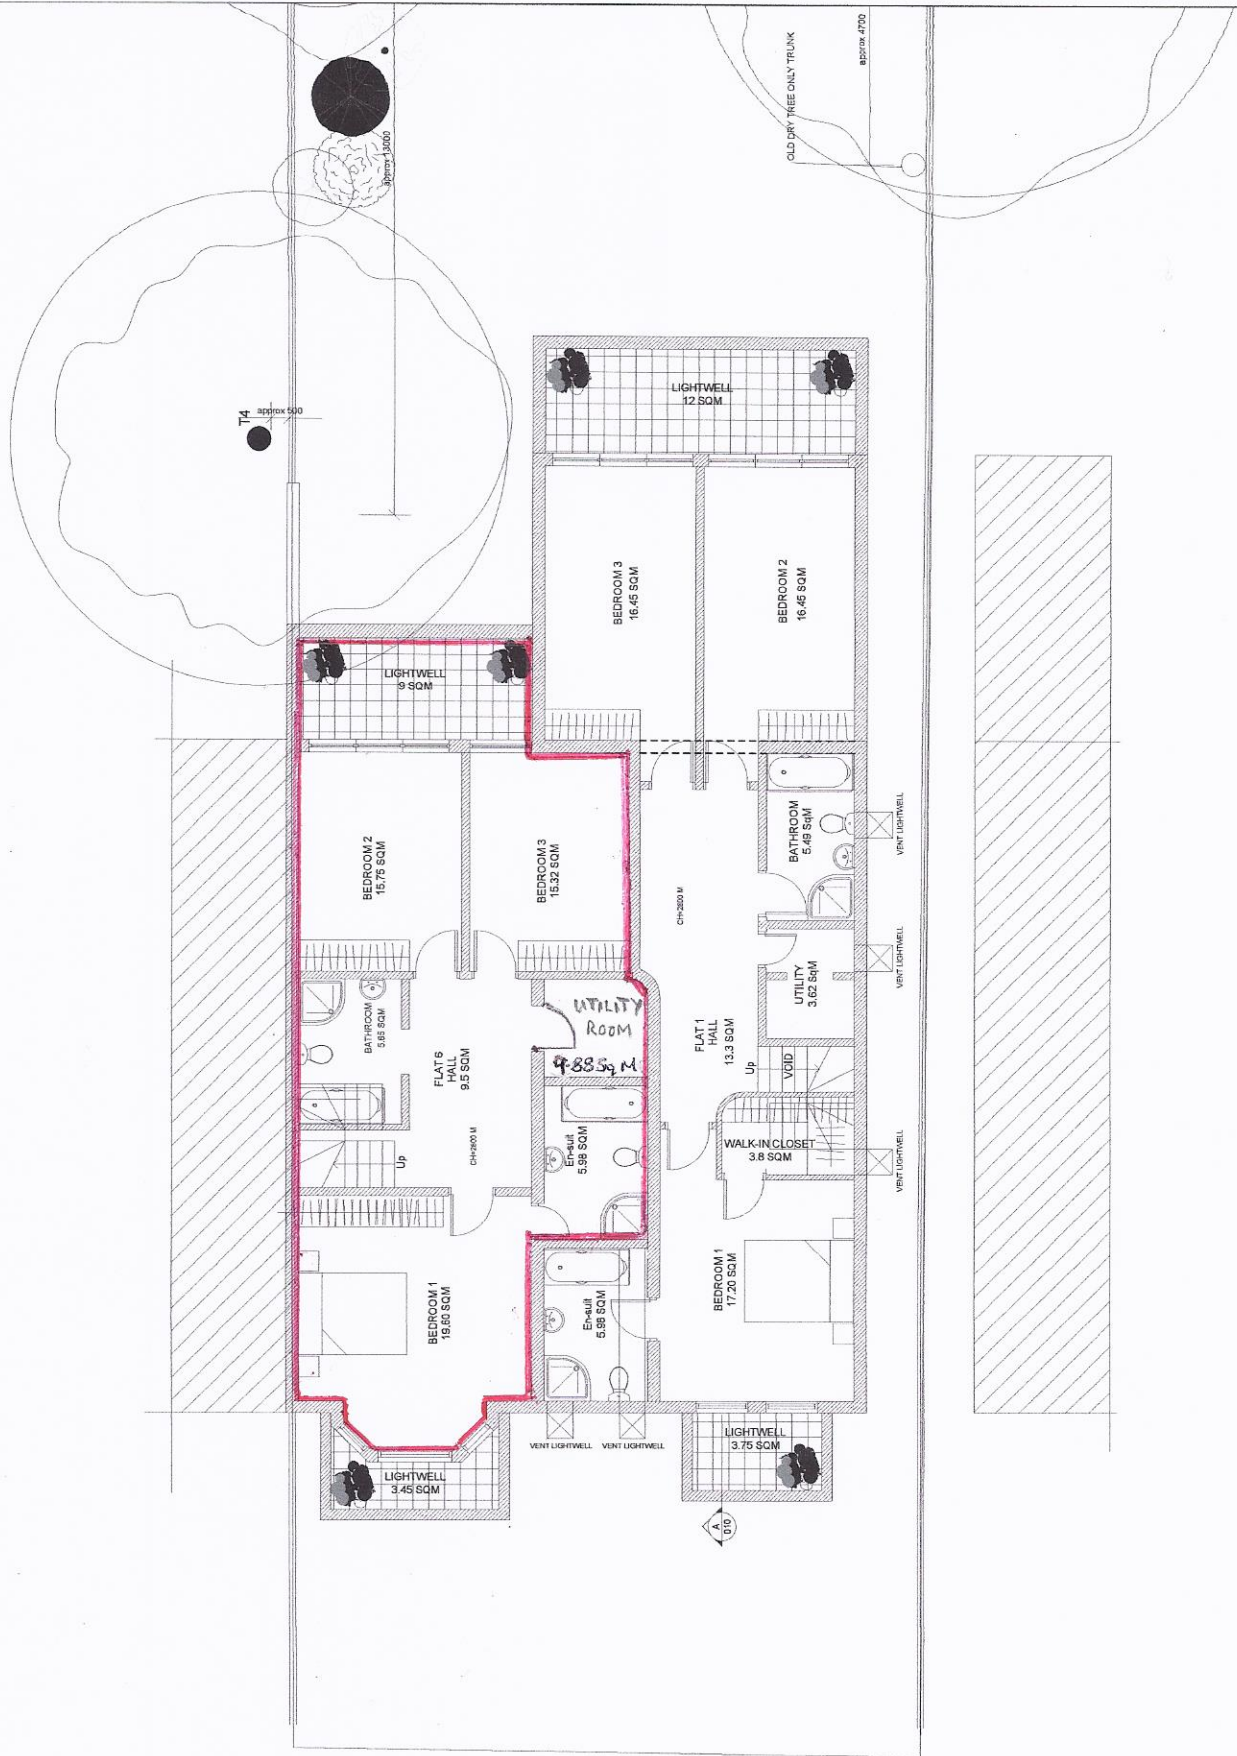 OLD DRY TREE ONLY TRUNK
approx 4700
approx 13000
T4
approx 500
LIGHTWELL
12 SQM
BEDROOM 3
16.45 SQM
BEDROOM 2
16.45 SQM
LIGHTWELL
9 SQM
BEDROOM 2
15.75 SQM
BEDROOM 3
15.32 SQM
CH=2600 M
BATHROOM
5.49 SqM
VENT LIGHTWELL
BATHROOM
5.65 SQM
FLAT 6
HALL
9.5 SQM
UTILITY
ROOM
4.88 Sq M
FLAT 1
HALL
13.3 SQM
UTILITY
3.62 SqM
VENT LIGHTWELL
Up
VOID
Up
CH=2600 M
En-suit
5.98 SQM
WALK-IN CLOSET
3.8 SQM
VENT LIGHTWELL
BEDROOM 1
19.60 SQM
En-suit
5.98 SQM
BEDROOM 1
17.20 SQM
VENT LIGHTWELL
VENT LIGHTWELL
LIGHTWELL
3.75 SQM
LIGHTWELL
3.45 SQM
A
010